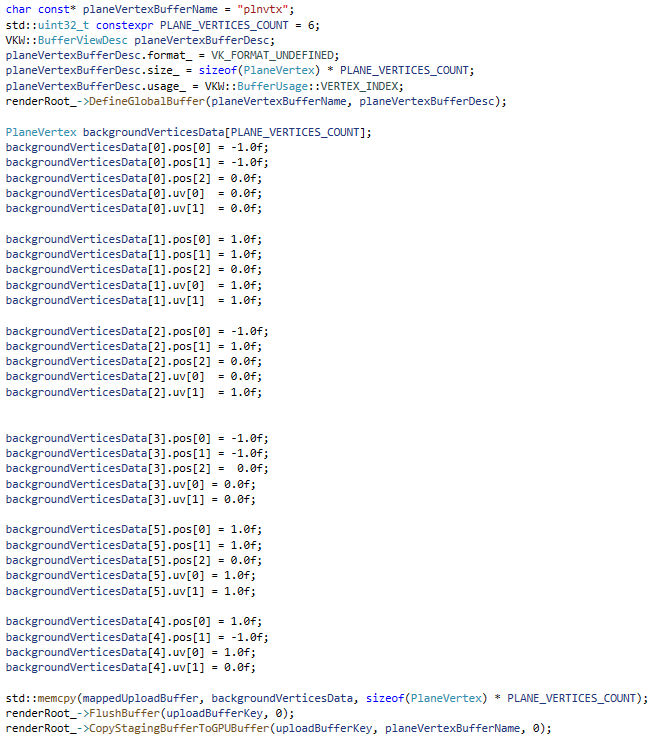 char const* planeVertexBufferName = "plnvtx";
std::uint32_t constexpr PLANE_VERTICES_COUNT = 6;
VKW::BufferViewDesc planeVertexBufferDesc;
planeVertexBufferDesc.format_ = VK_FORMAT_UNDEFINED;
planeVertexBufferDesc.size_ = sizeof(PlaneVertex) * PLANE_VERTICES_COUNT;
planeVertexBufferDesc.usage_ = VKW::BufferUsage::VERTEX_INDEX;
renderRoot_->DefineGlobalBuffer(planeVertexBufferName, planeVertexBufferDesc);

PlaneVertex backgroundVerticesData[PLANE_VERTICES_COUNT];
backgroundVerticesData[0].pos[0] = -1.0f;
backgroundVerticesData[0].pos[1] = -1.0f;
backgroundVerticesData[0].pos[2] = 0.0f;
backgroundVerticesData[0].uv[0]  = 0.0f;
backgroundVerticesData[0].uv[1]  = 0.0f;

backgroundVerticesData[1].pos[0] = 1.0f;
backgroundVerticesData[1].pos[1] = 1.0f;
backgroundVerticesData[1].pos[2] = 0.0f;
backgroundVerticesData[1].uv[0]  = 1.0f;
backgroundVerticesData[1].uv[1]  = 1.0f;

backgroundVerticesData[2].pos[0] = -1.0f;
backgroundVerticesData[2].pos[1] = 1.0f;
backgroundVerticesData[2].pos[2] = 0.0f;
backgroundVerticesData[2].uv[0]  = 0.0f;
backgroundVerticesData[2].uv[1]  = 1.0f;


backgroundVerticesData[3].pos[0] = -1.0f;
backgroundVerticesData[3].pos[1] = -1.0f;
backgroundVerticesData[3].pos[2] =  0.0f;
backgroundVerticesData[3].uv[0] = 0.0f;
backgroundVerticesData[3].uv[1] = 0.0f;

backgroundVerticesData[5].pos[0] = 1.0f;
backgroundVerticesData[5].pos[1] = 1.0f;
backgroundVerticesData[5].pos[2] = 0.0f;
backgroundVerticesData[5].uv[0] = 1.0f;
backgroundVerticesData[5].uv[1] = 1.0f;

backgroundVerticesData[4].pos[0] = 1.0f;
backgroundVerticesData[4].pos[1] = -1.0f;
backgroundVerticesData[4].uv[0] = 1.0f;
backgroundVerticesData[4].uv[1] = 0.0f;

std::memcpy(mappedUploadBuffer, backgroundVerticesData, sizeof(PlaneVertex) * PLANE_VERTICES_COUNT);
renderRoot_->FlushBuffer(uploadBufferKey, 0);
renderRoot_->CopyStagingBufferToGPUBuffer(uploadBufferKey, planeVertexBufferName, 0);